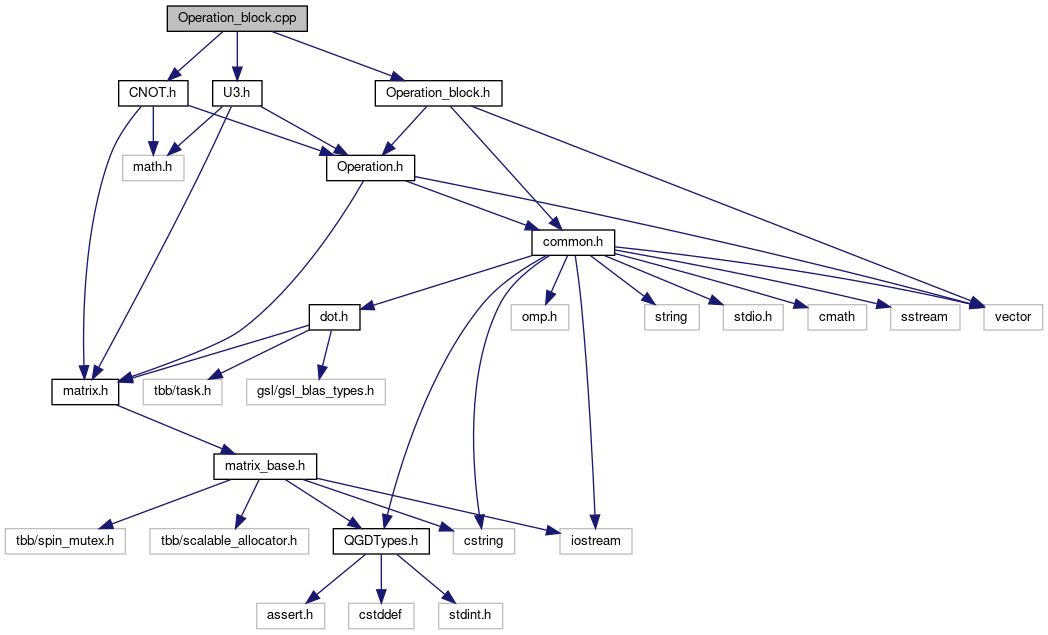 Operation_block.cpp
CNOT.h
U3.h
Operation_block.h
math.h
Operation.h
common.h
dot.h
omp.h
string
stdio.h
cmath
sstream
vector
matrix.h
tbb/task.h
gsl/gsl_blas_types.h
matrix_base.h
tbb/spin_mutex.h
tbb/scalable_allocator.h
QGDTypes.h
cstring
iostream
assert.h
cstddef
stdint.h